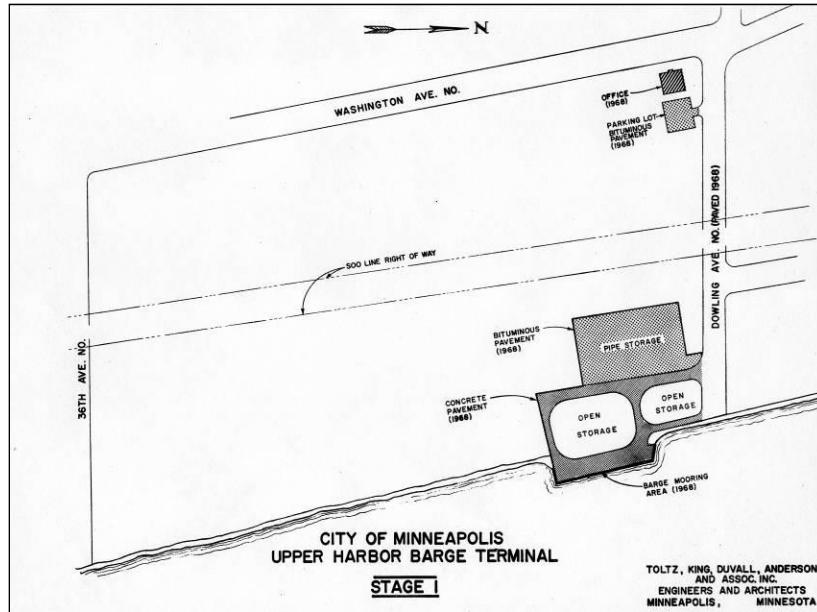 N
WASHINGTON AVE. NO.
OFFICE
(1968)
PARKING LOT
BITUMINOUS
PAVEMENT
(1968)
SOO LINE RIGHT OF WAY
DOWLING AVE. NO. (PAVED 1968)
BITUMINOUS
PAVEMENT
(1968)
PIPE STORAGE
36TH AVE. NO.
CONCRETE
PAVEMENT
(1968)
OPEN
STORAGE
OPEN
STORAGE
BARGE MOORING
AREA (1968)
CITY OF MINNEAPOLIS
UPPER HARBOR BARGE TERMINAL
STAGE I
TOLTZ, KING, DUVALL, ANDERSON
AND ASSOC. INC.
ENGINEERS AND ARCHITECTS
MINNEAPOLIS, MINNESOTA